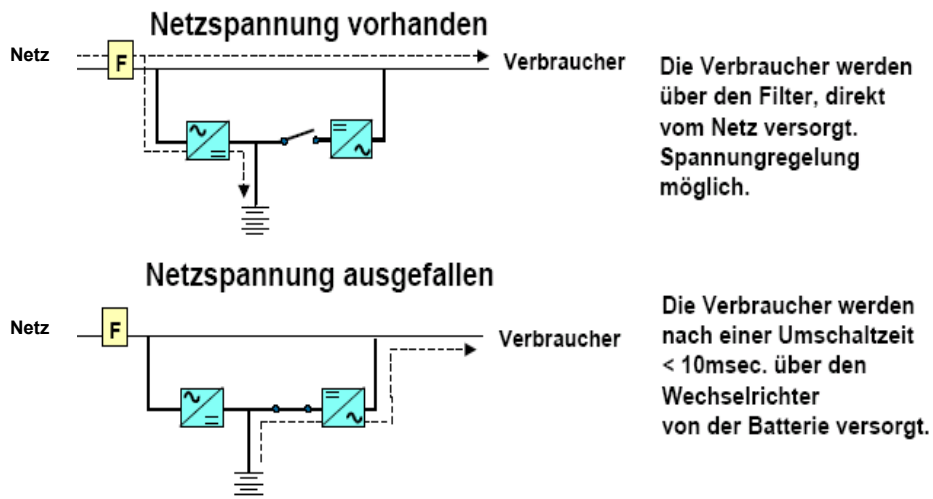 Netzspannung vorhanden
Netz
F
Verbraucher
Die Verbraucher werden
über den Filter, direkt
vom Netz versorgt.
Spannungregelung
möglich.
Netzspannung ausgefallen
Netz
F
Verbraucher
Die Verbraucher werden
nach einer Umschaltzeit
< 10msec. über den
Wechselrichter
von der Batterie versorgt.